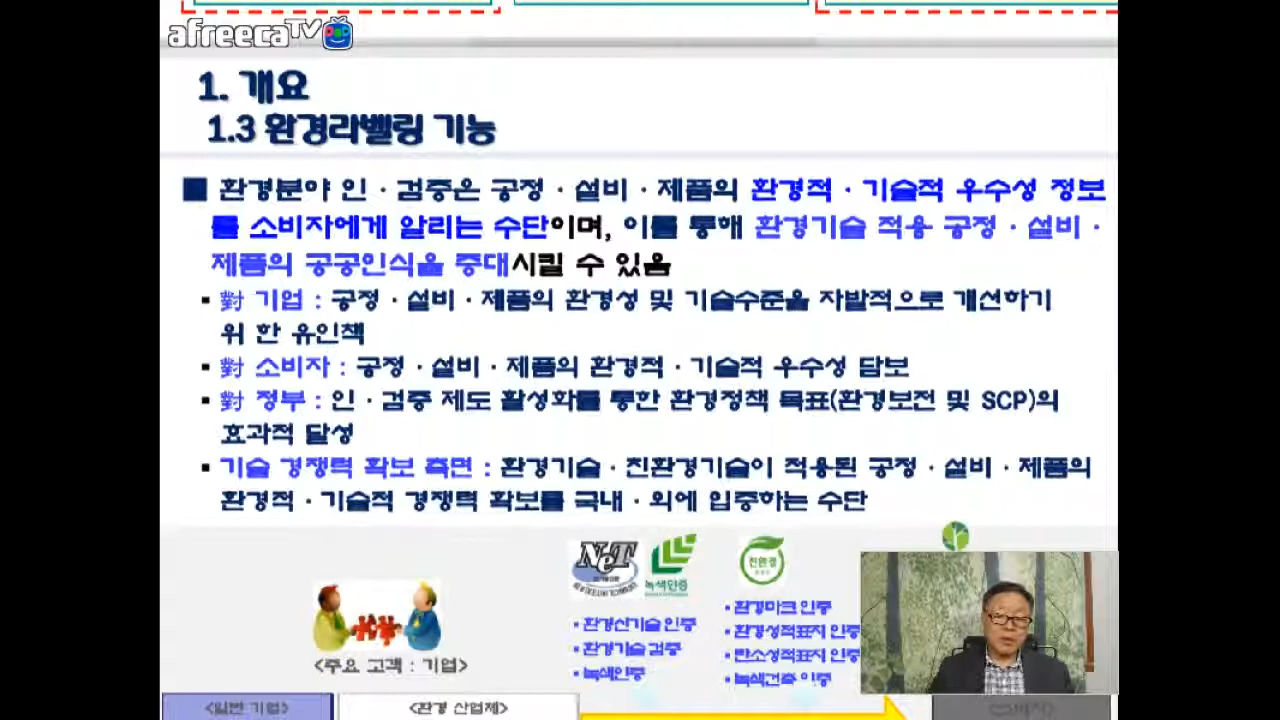 afreecaTV
1. 개요
1.3 환경라벨링 기능
■ 환경분야 인·검증은 공정·설비·제품의 환경적·기술적 우수성 정보
를 소비자에게 알리는 수단이며, 이를 통해 환경기술 적용 공정·설비·
제품의 공공인식을 증대시킬 수 있음
▪ 對 기업 : 공정·설비·제품의 환경성 및 기술수준을 자발적으로 개선하기
위 한 유인책
▪ 對 소비자 : 공정·설비·제품의 환경적·기술적 우수성 담보
▪ 對 정부 : 인·검증 제도 활성화를 통한 환경정책 목표(환경보전 및 SCP)의
효과적 달성
▪ 기술 경쟁력 확보 측면 : 환경기술·친환경기술이 적용된 공정·설비·제품의
환경적·기술적 경쟁력 확보를 국내·외에 입증하는 수단
NeT
녹색인증
친환경
▪환경신기술 인증
▪환경기술 검증
▪녹색인증
▪환경마크 인증
▪환경성적표지 인증
▪탄소성적표지 인증
▪녹색건축 인증
<주요 고객 : 기업>
<일반 기업>
<환경 산업체>